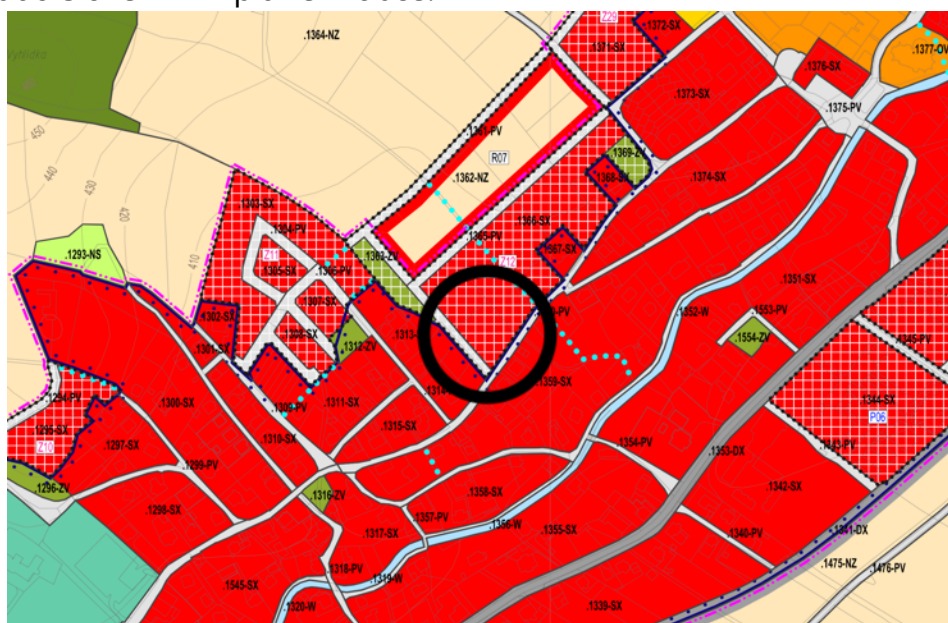 Z29
.1372-SX
.1364-NZ
.1371-SX
.1377-OV
.1376-SX
.1373-SX
.1375-PV
450
.1361-PV
R07
.1369-ZV
440
.1362-NZ
.1368-SX
.1374-SX
430
.1303-SX
420
.1366-SX
.1304-PV
.1365-PV
.1293-NS
Z11
.1363-ZV
410
.1305-SX
.1306-PV
Z12
.1351-SX
.1307-SX
.1352-W
.1553-PV
.1302-SX
.1308-SX
.1312-ZV
.1554-ZV
.1345-PV
.1301-SX
.1359-SX
.1294-PV
.1300-SX
.1309-PV
.1311-SX
.1344-SX
.1295-SX
.1315-SX
P06
Z10
.1297-SX
.1310-SX
.1354-PV
.1343-PV
.1353-DX
.1299-PV
.1296-ZV
.1316-ZV
.1358-SX
.1342-SX
.1298-SX
.1357-PV
.1356-W
.1355-SX
.1317-SX
.1340-PV
.1341-DX
.1318-PV
.1475-NZ
.1319-W
.1476-PV
.1545-SX
.1320-W
.1339-SX